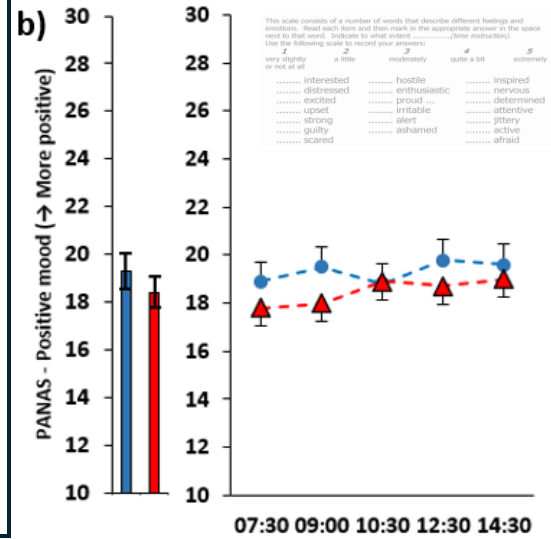 b)
PANAS - Positive mood (→ More positive)
30
28
26
24
22
20
18
16
14
12
10
30
28
26
24
22
20
18
16
14
12
10
07:30 09:00 10:30 12:30 14:30
This scale consists of a number of words that describe different feelings and
emotions. Read each item and then mark in the appropriate answer in the space
next to that word. Indicate to what extent ...............(time instruction).
Use the following scale to record your answers:
1 2 3 4 5
very slightly a little moderately quite a bit extremely
or not at all
........ interested ........ hostile ........ inspired
........ distressed ........ enthusiastic ........ nervous
........ excited ........ proud ... ........ determined
........ upset ........ irritable ........ attentive
........ strong ........ alert ........ jittery
........ guilty ........ ashamed ........ active
........ scared ........ afraid